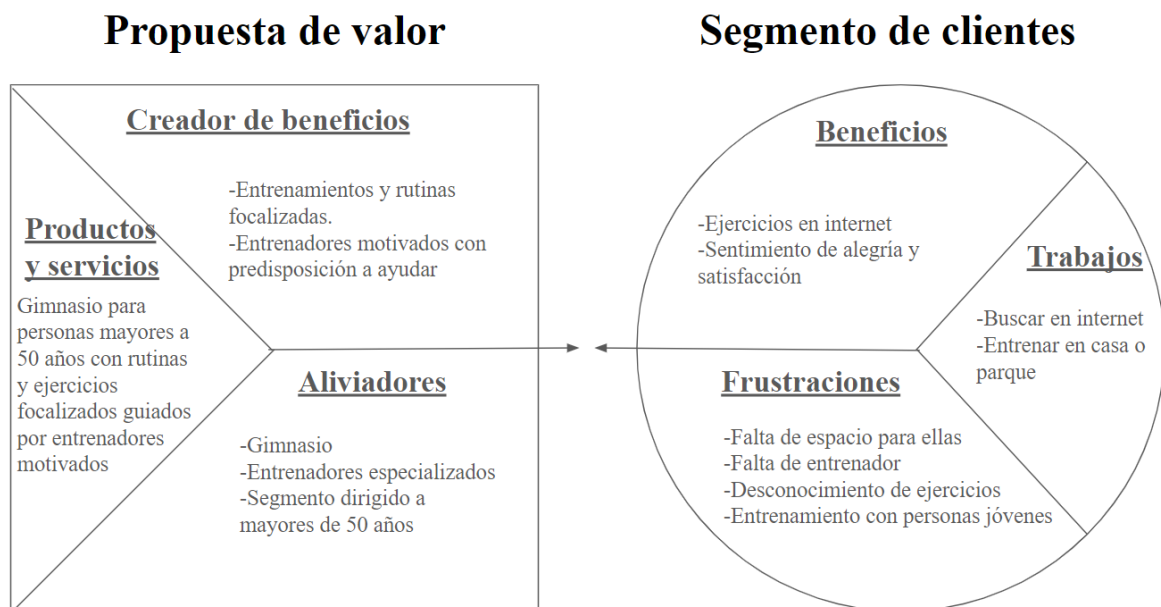 Propuesta de valor
Segmento de clientes
Creador de beneficios
-Entrenamientos y rutinas
focalizadas.
-Entrenadores motivados con
predisposición a ayudar
Productos
y servicios
Gimnasio para
personas mayores a
50 años con rutinas
y ejercicios
focalizados guiados
por entrenadores
motivados
Aliviadores
-Gimnasio
-Entrenadores especializados
-Segmento dirigido a
mayores de 50 años
Beneficios
-Ejercicios en internet
-Sentimiento de alegría y
satisfacción
Trabajos
-Buscar en internet
-Entrenar en casa o
parque
Frustraciones
-Falta de espacio para ellas
-Falta de entrenador
-Desconocimiento de ejercicios
-Entrenamiento con personas jóvenes